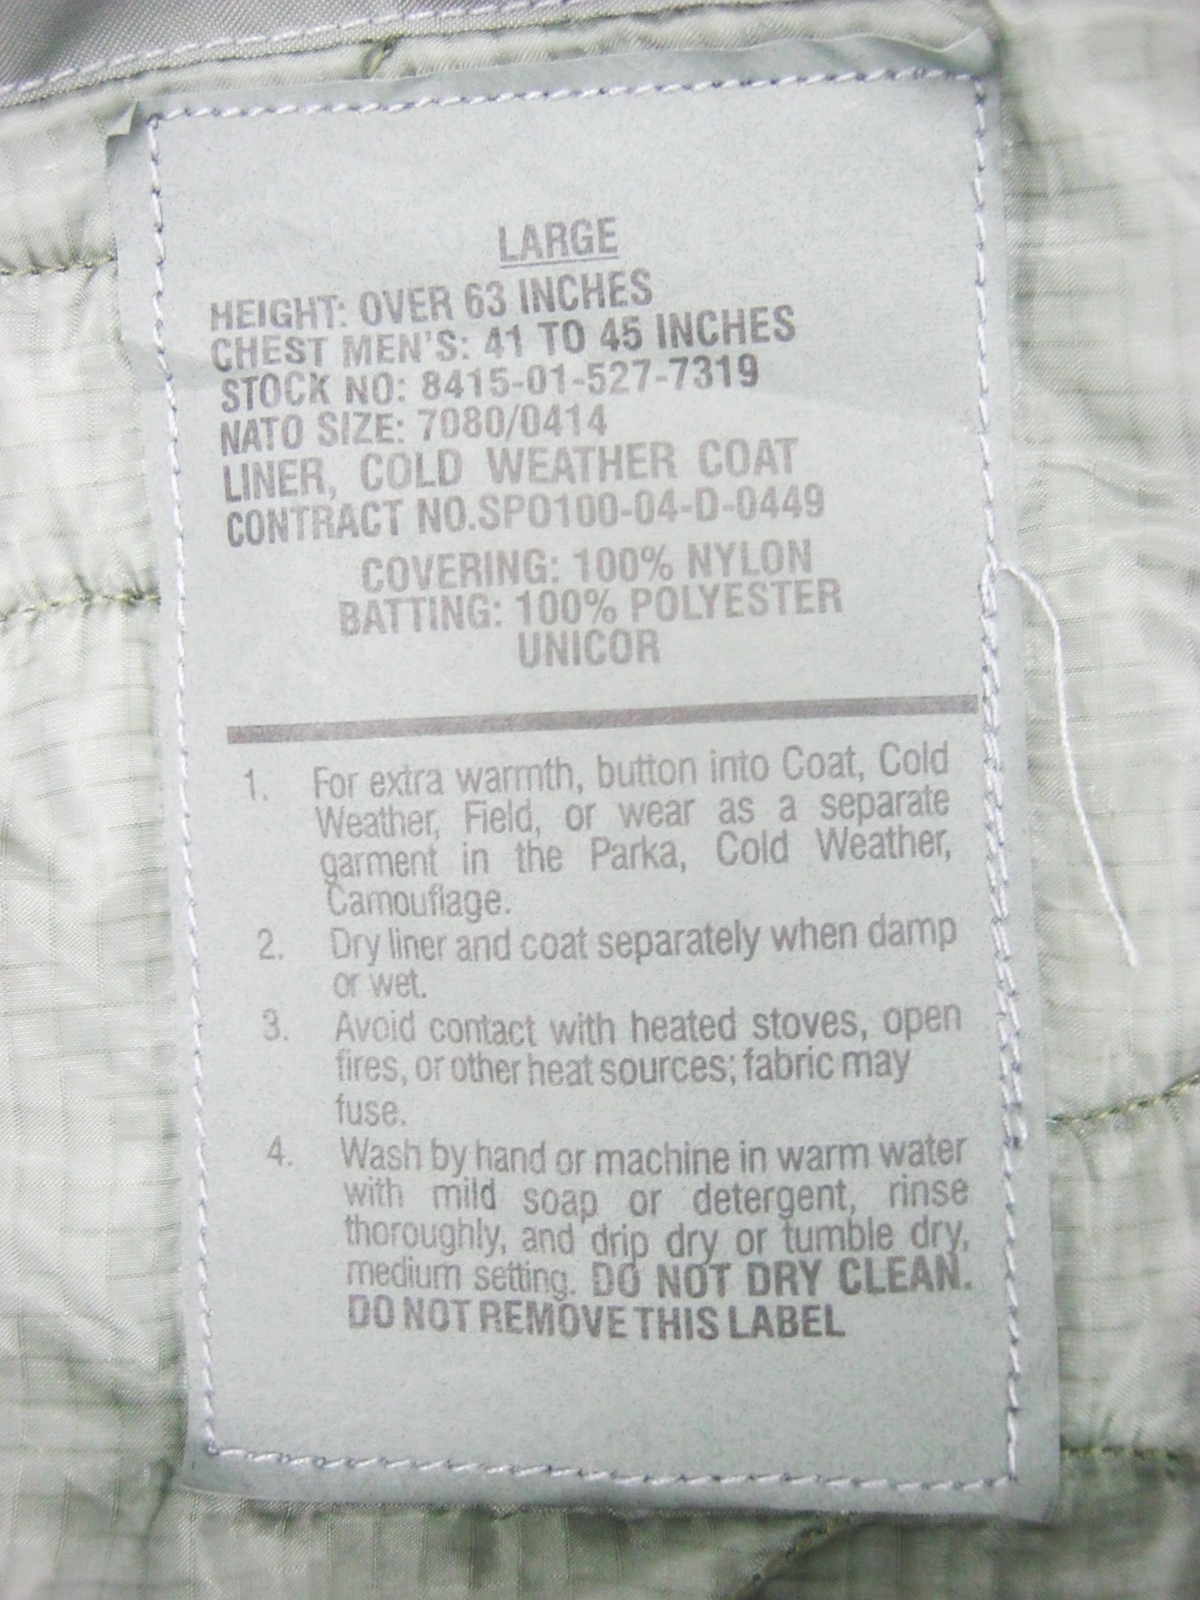 LARGE
HEIGHT: OVER 63 INCHES
CHEST MEN'S: 41 TO 45 INCHES
STOCK NO: 8415-01-527-7319
NATO SIZE: 7080/0414
LINER, COLD WEATHER COAT
CONTRACT NO.SPO100-04-D-0449
COVERING: 100% NYLON
BATTING: 100% POLYESTER
UNICOR
1. For extra warmth, button into Coat, Cold
Weather, Field, or wear as a separate
garment in the Parka, Cold Weather,
Camouflage.
2. Dry liner and coat separately when damp
or wet.
3. Avoid contact with heated stoves, open
fires, or other heat sources; fabric may
fuse.
4. Wash by hand or machine in warm water
with mild soap or detergent, rinse
thoroughly, and drip dry or tumble dry,
medium setting. DO NOT DRY CLEAN.
DO NOT REMOVE THIS LABEL